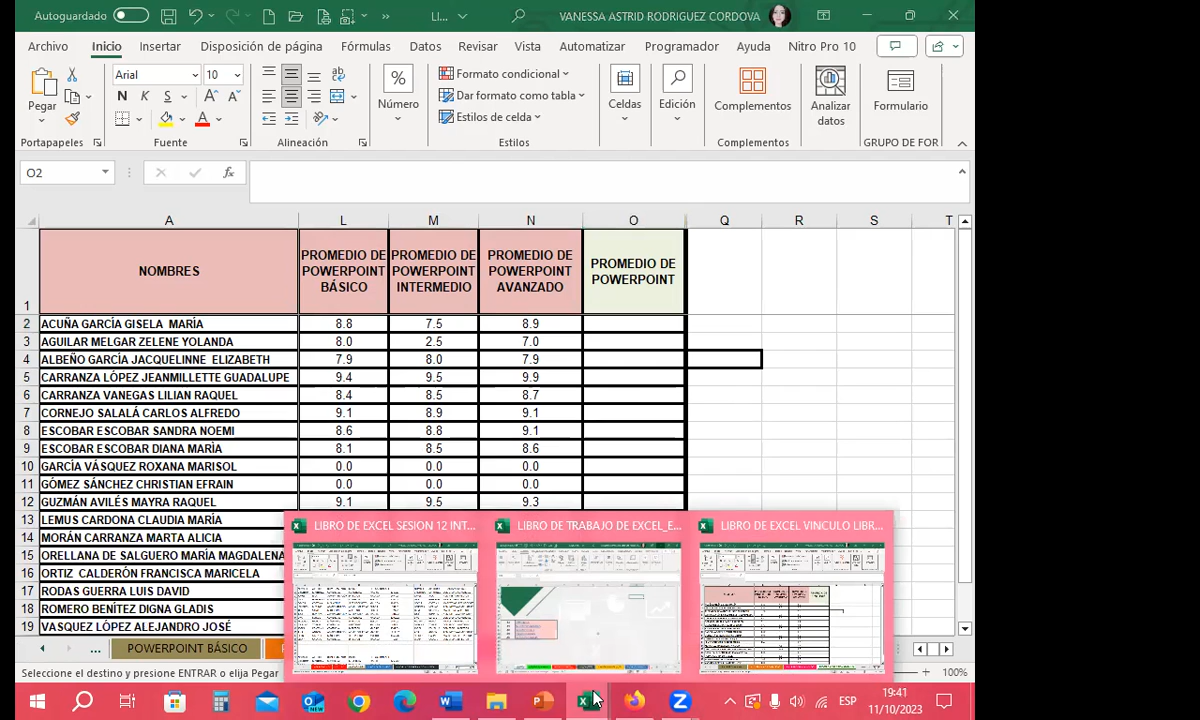 Autoguardado LI... VANESSA ASTRID RODRIGUEZ CORDOVA
Archivo Inicio Insertar Disposición de página Fórmulas Datos Revisar Vista Automatizar Programador Ayuda Nitro Pro 10
Pegar Arial 10 Número Formato condicional Dar formato como tabla Estilos de celda Celdas Edición Complementos Analizar datos Formulario
N K S A A A ab %
Portapapeles Fuente Alineación Estilos Complementos GRUPO DE FOR
O2 fx
A L M N O Q R S T
1 NOMBRES PROMEDIO DE POWERPOINT BÁSICO PROMEDIO DE POWERPOINT INTERMEDIO PROMEDIO DE POWERPOINT AVANZADO PROMEDIO DE POWERPOINT
2 ACUÑA GARCÍA GISELA MARÍA 8.8 7.5 8.9
3 AGUILAR MELGAR ZELENE YOLANDA 8.0 2.5 7.0
4 ALBEÑO GARCÍA JACQUELINNE ELIZABETH 7.9 8.0 7.9
5 CARRANZA LÓPEZ JEANMILLETTE GUADALUPE 9.4 9.5 9.9
6 CARRANZA VANEGAS LILIAN RAQUEL 8.4 8.5 8.7
7 CORNEJO SALALÁ CARLOS ALFREDO 9.1 8.9 9.1
8 ESCOBAR ESCOBAR SANDRA NOEMI 8.6 8.8 9.1
9 ESCOBAR ESCOBAR DIANA MARÌA 8.1 8.5 8.6
10 GARCÍA VÁSQUEZ ROXANA MARISOL 0.0 0.0 0.0
11 GÓMEZ SÁNCHEZ CHRISTIAN EFRAIN 0.0 0.0 0.0
12 GUZMÁN AVILÉS MAYRA RAQUEL 9.1 9.5 9.3
13 LEMUS CARDONA CLAUDIA MARÍA
14 MORÁN CARRANZA MARTA ALICIA
15 ORELLANA DE SALGUERO MARÍA MAGDALENA
16 ORTIZ CALDERÓN FRANCISCA MARICELA
17 RODAS GUERRA LUIS DAVID
18 ROMERO BENÍTEZ DIGNA GLADIS
19 VASQUEZ LÓPEZ ALEJANDRO JOSÉ
LIBRO DE EXCEL SESION 12 INT... LIBRO DE TRABAJO DE EXCEL_E... LIBRO DE EXCEL VINCULO LIBR...
... POWERPOINT BÁSICO
Seleccione el destino y presione ENTRAR o elija Pegar 100%
ESP 19:41
11/10/2023